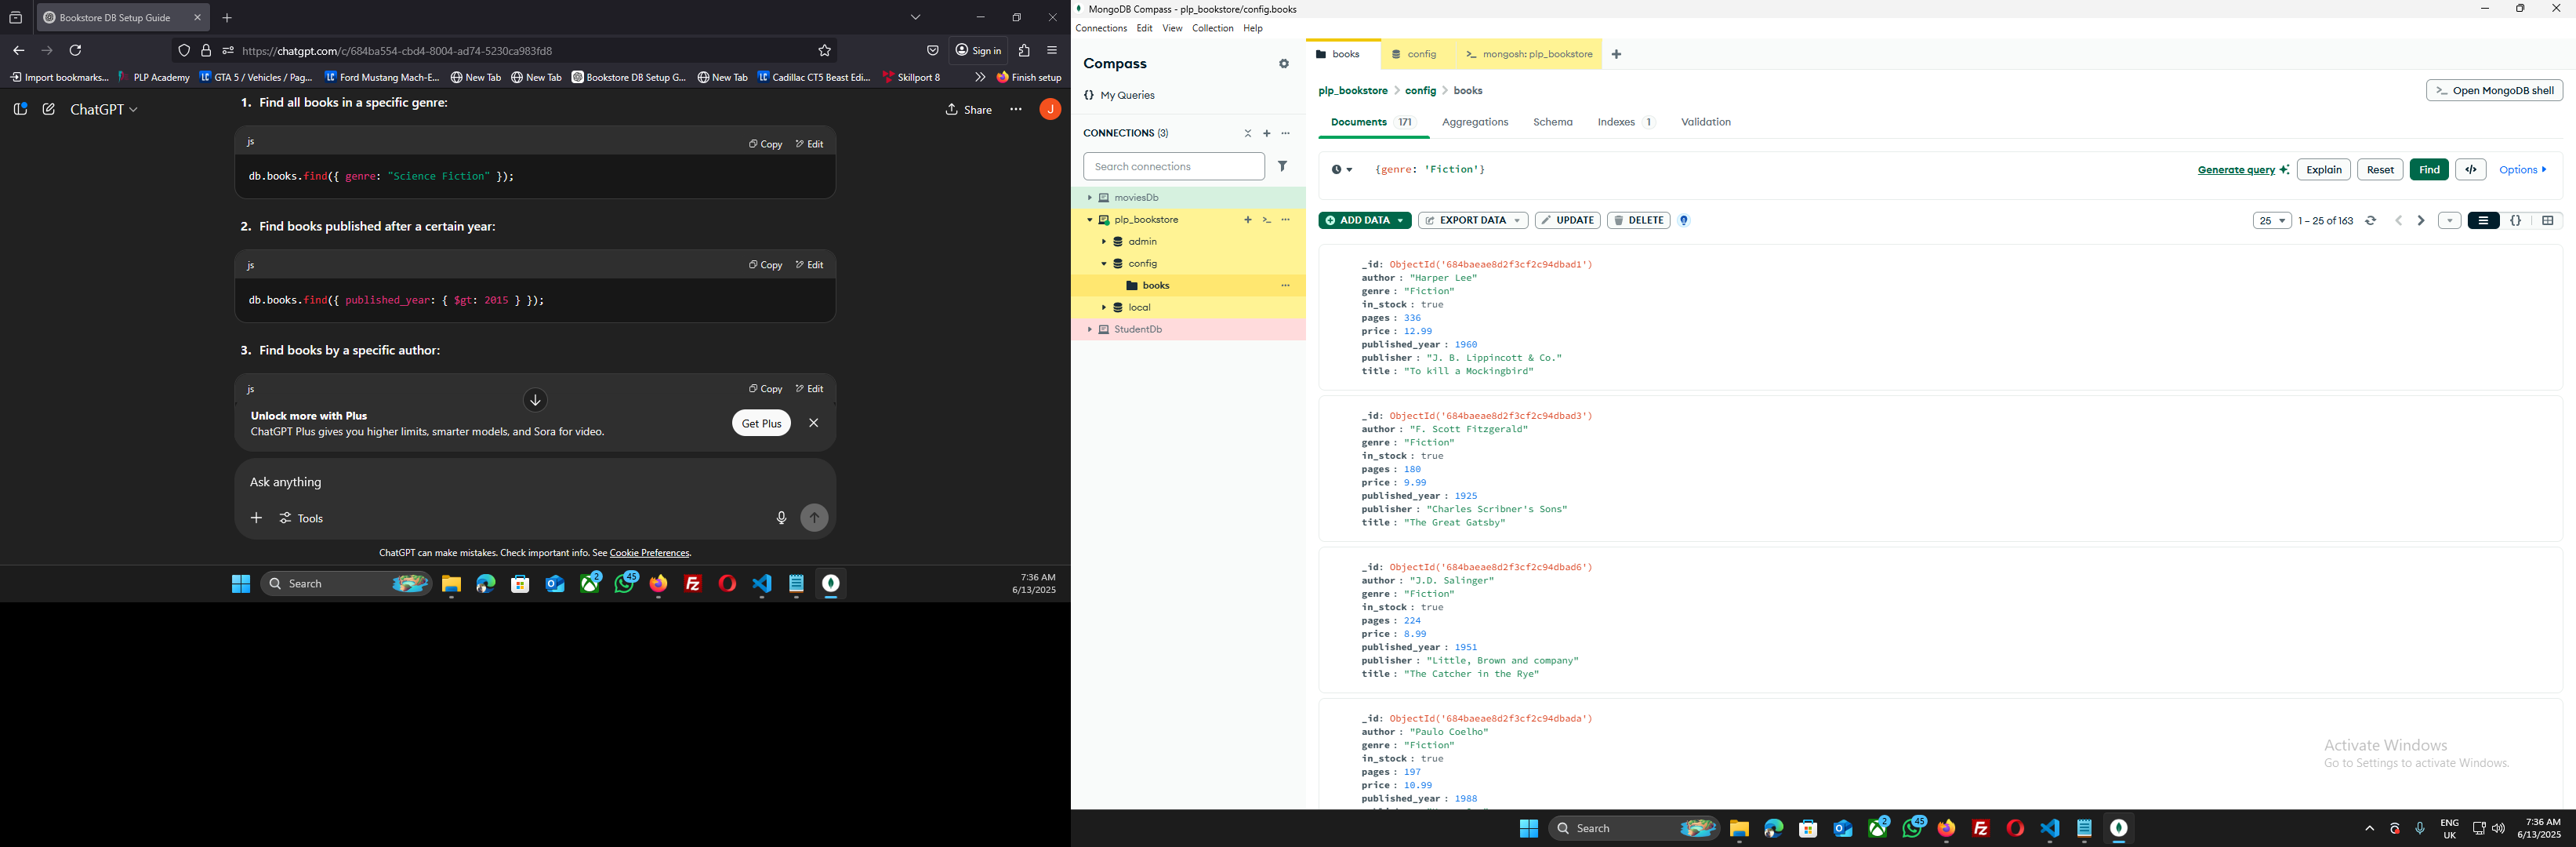 Bookstore DB Setup Guide
https://chatgpt.com/c/684ba554-cbd4-8004-ad74-5230ca983fd8
Sign in
Import bookmarks...
PLP Academy
GTA 5 / Vehicles / Pag...
Ford Mustang Mach-E...
New Tab
New Tab
Bookstore DB Setup G...
New Tab
Cadillac CT5 Beast Edi...
Skillport 8
Finish setup
ChatGPT
Share
J
1. Find all books in a specific genre:
js
Copy
Edit
db.books.find({ genre: "Science Fiction" });
2. Find books published after a certain year:
js
Copy
Edit
db.books.find({ published_year: { $gt: 2015 } });
3. Find books by a specific author:
js
Copy
Edit
Unlock more with Plus
ChatGPT Plus gives you higher limits, smarter models, and Sora for video.
Get Plus
Ask anything
Tools
ChatGPT can make mistakes. Check important info. See Cookie Preferences.
Search
2
45
7:36 AM
6/13/2025
MongoDB Compass - plp_bookstore/config.books
Connections Edit View Collection Help
Compass
{} My Queries
CONNECTIONS (3)
Search connections
moviesDb
plp_bookstore
admin
config
books
local
StudentDb
books
config
>_ mongosh: plp_bookstore
plp_bookstore > config > books
>_ Open MongoDB shell
Documents 171
Aggregations
Schema
Indexes 1
Validation
{genre: 'Fiction'}
Generate query
Explain
Reset
Find
</>
Options
ADD DATA
EXPORT DATA
UPDATE
DELETE
25
1 – 25 of 163
{}
_id: ObjectId('684baeae8d2f3cf2c94dbad1')
author : "Harper Lee"
genre : "Fiction"
in_stock : true
pages : 336
price : 12.99
published_year : 1960
publisher : "J. B. Lippincott & Co."
title : "To kill a Mockingbird"
_id: ObjectId('684baeae8d2f3cf2c94dbad3')
author : "F. Scott Fitzgerald"
genre : "Fiction"
in_stock : true
pages : 180
price : 9.99
published_year : 1925
publisher : "Charles Scribner's Sons"
title : "The Great Gatsby"
_id: ObjectId('684baeae8d2f3cf2c94dbad6')
author : "J.D. Salinger"
genre : "Fiction"
in_stock : true
pages : 224
price : 8.99
published_year : 1951
publisher : "Little, Brown and company"
title : "The Catcher in the Rye"
_id: ObjectId('684baeae8d2f3cf2c94dbada')
author : "Paulo Coelho"
genre : "Fiction"
in_stock : true
pages : 197
price : 10.99
published_year : 1988
Activate Windows
Go to Settings to activate Windows.
Search
2
45
ENG
UK
7:36 AM
6/13/2025